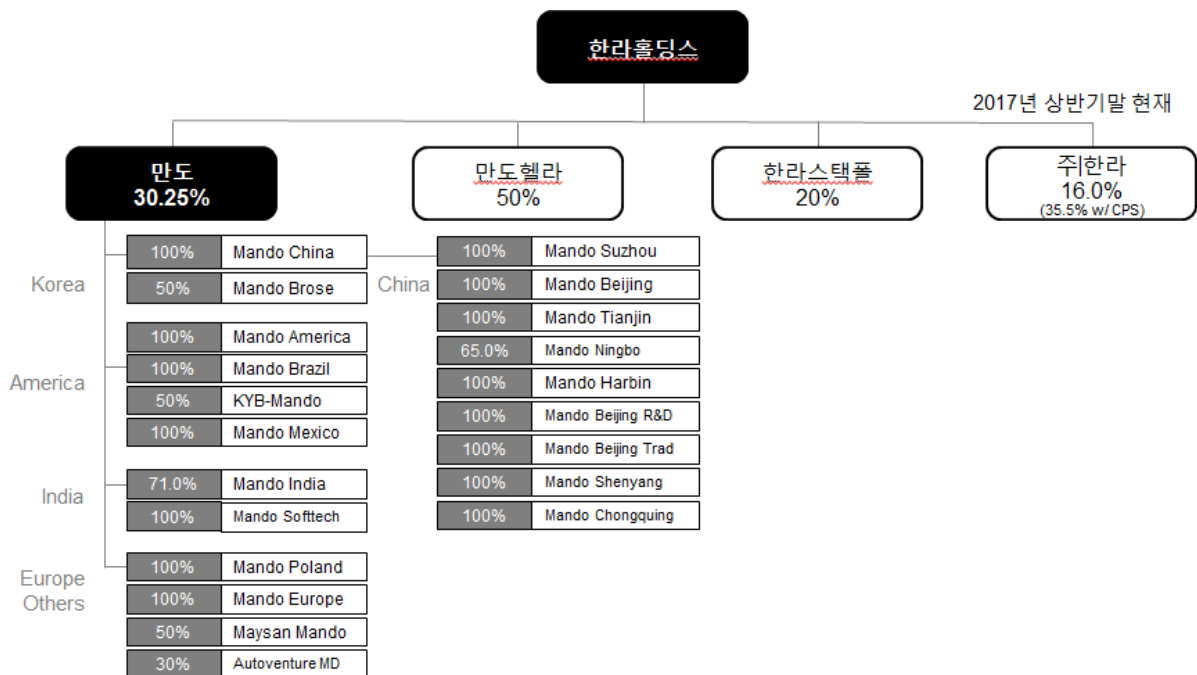 한라홀딩스
2017년 상반기말 현재
만도
30.25%
만도헬라
50%
한라스택폴
20%
주|한라
16.0%
(35.5% w/ CPS)
Korea
100% Mando China
50% Mando Brose
America
100% Mando America
100% Mando Brazil
50% KYB-Mando
100% Mando Mexico
India
71.0% Mando India
100% Mando Softtech
Europe
Others
100% Mando Poland
100% Mando Europe
50% Maysan Mando
30% Autoventure MD
China
100% Mando Suzhou
100% Mando Beijing
100% Mando Tianjin
65.0% Mando Ningbo
100% Mando Harbin
100% Mando Beijing R&D
100% Mando Beijing Trad
100% Mando Shenyang
100% Mando Chongquing